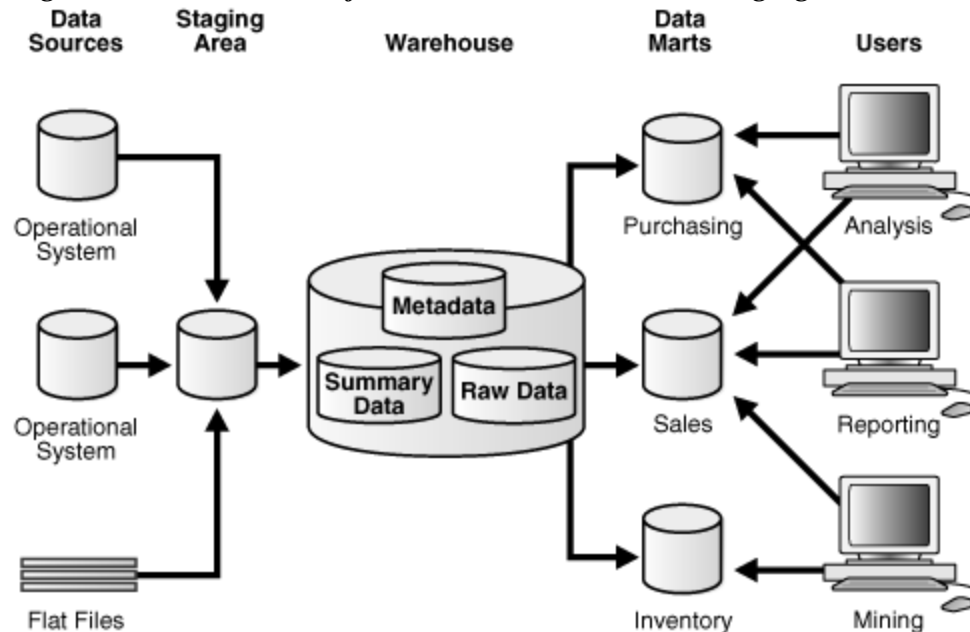 Data Sources
Staging Area
Warehouse
Data Marts
Users
Operational System
Purchasing
Analysis
Metadata
Summary Data
Raw Data
Operational System
Sales
Reporting
Flat Files
Inventory
Mining